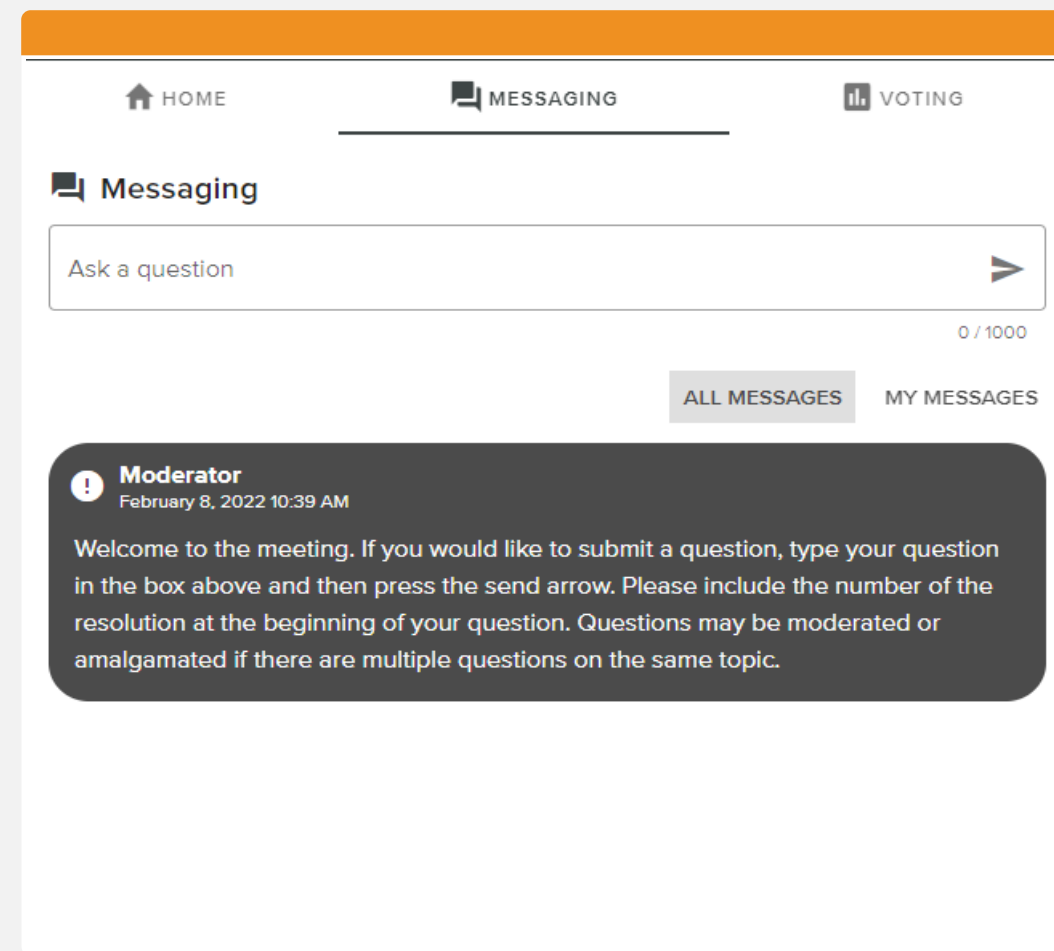 HOME
MESSAGING
VOTING
Messaging
Ask a question
0 / 1000
ALL MESSAGES
MY MESSAGES
!
Moderator
February 8, 2022 10:39 AM
Welcome to the meeting. If you would like to submit a question, type your question
in the box above and then press the send arrow. Please include the number of the
resolution at the beginning of your question. Questions may be moderated or
amalgamated if there are multiple questions on the same topic.